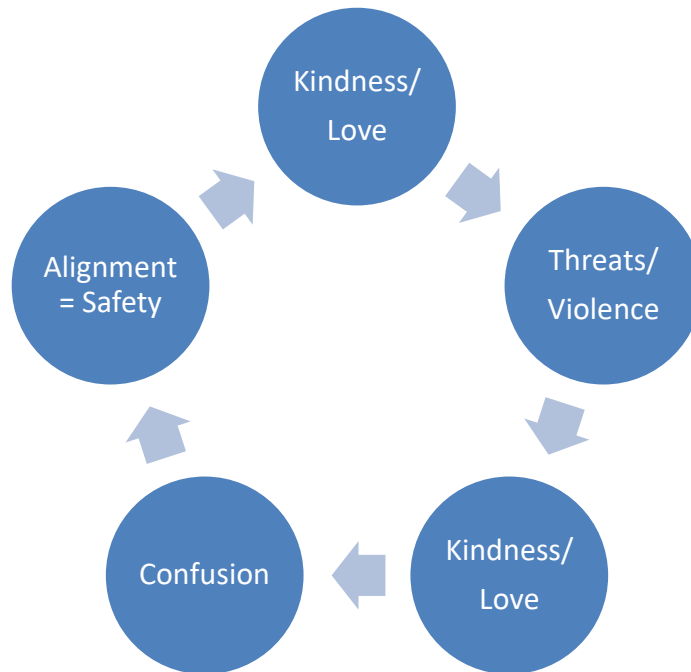 Kindness/
Love
Threats/
Violence
Kindness/
Love
Confusion
Alignment
= Safety